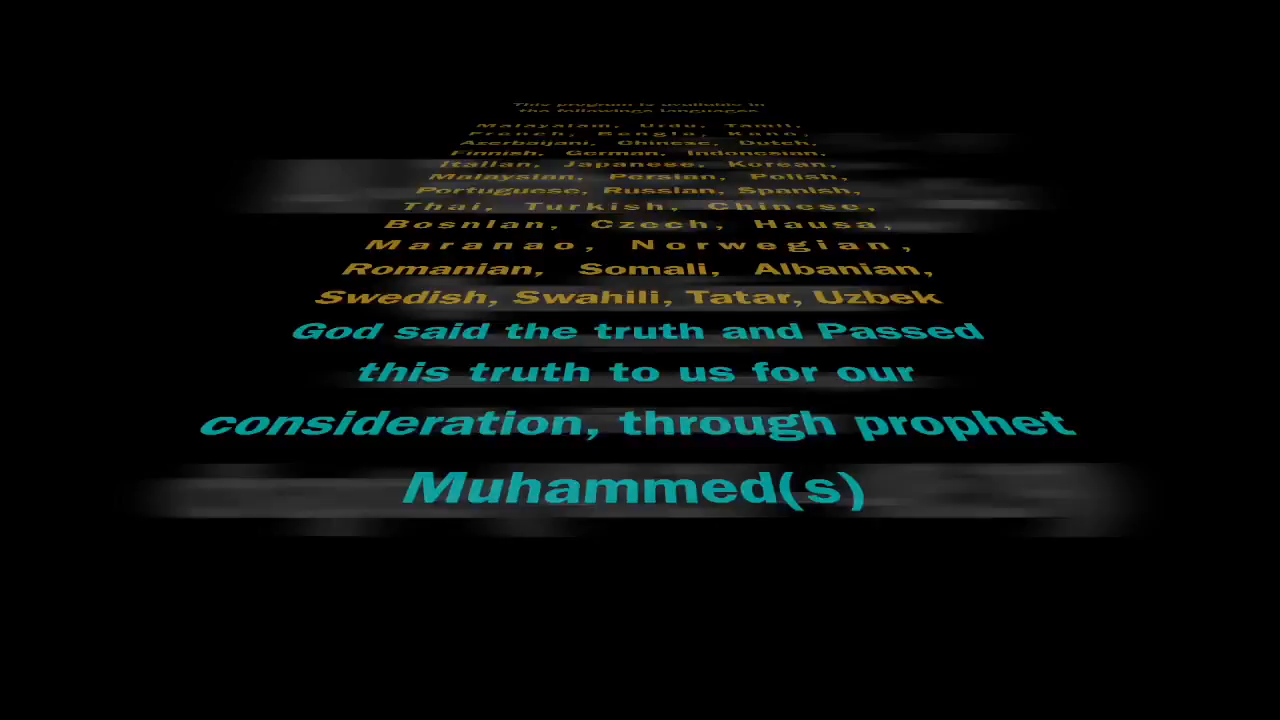 This program is available in
the followings languages
Malayalam, Urdu, Tamil,
French, Bengla, Kano,
Azerbaijani, Chinese, Dutch,
Finnish, German, Indonesian,
Italian, Japanese, Korean,
Malaysian, Persian, Polish,
Portuguese, Russian, Spanish,
Thai, Turkish, Chinese,
Bosnian, Czech, Hausa,
Maranao, Norwegian,
Romanian, Somali, Albanian,
Swedish, Swahili, Tatar, Uzbek
God said the truth and Passed
this truth to us for our
consideration, through prophet
Muhammed(s)